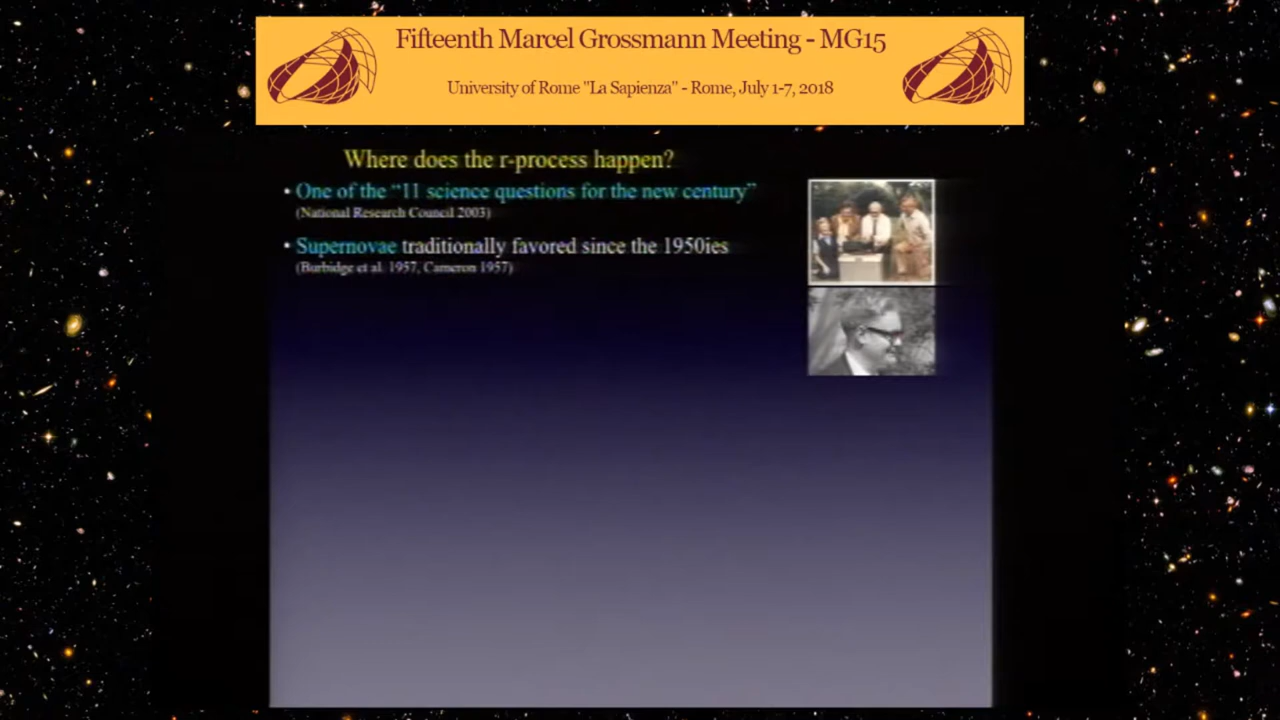 Fifteenth Marcel Grossmann Meeting - MG15
University of Rome "La Sapienza" - Rome, July 1-7, 2018
Where does the r-process happen?
• One of the “11 science questions for the new century”
(National Research Council 2003)
• Supernovae traditionally favored since the 1950ies
(Burbidge et al. 1957, Cameron 1957)